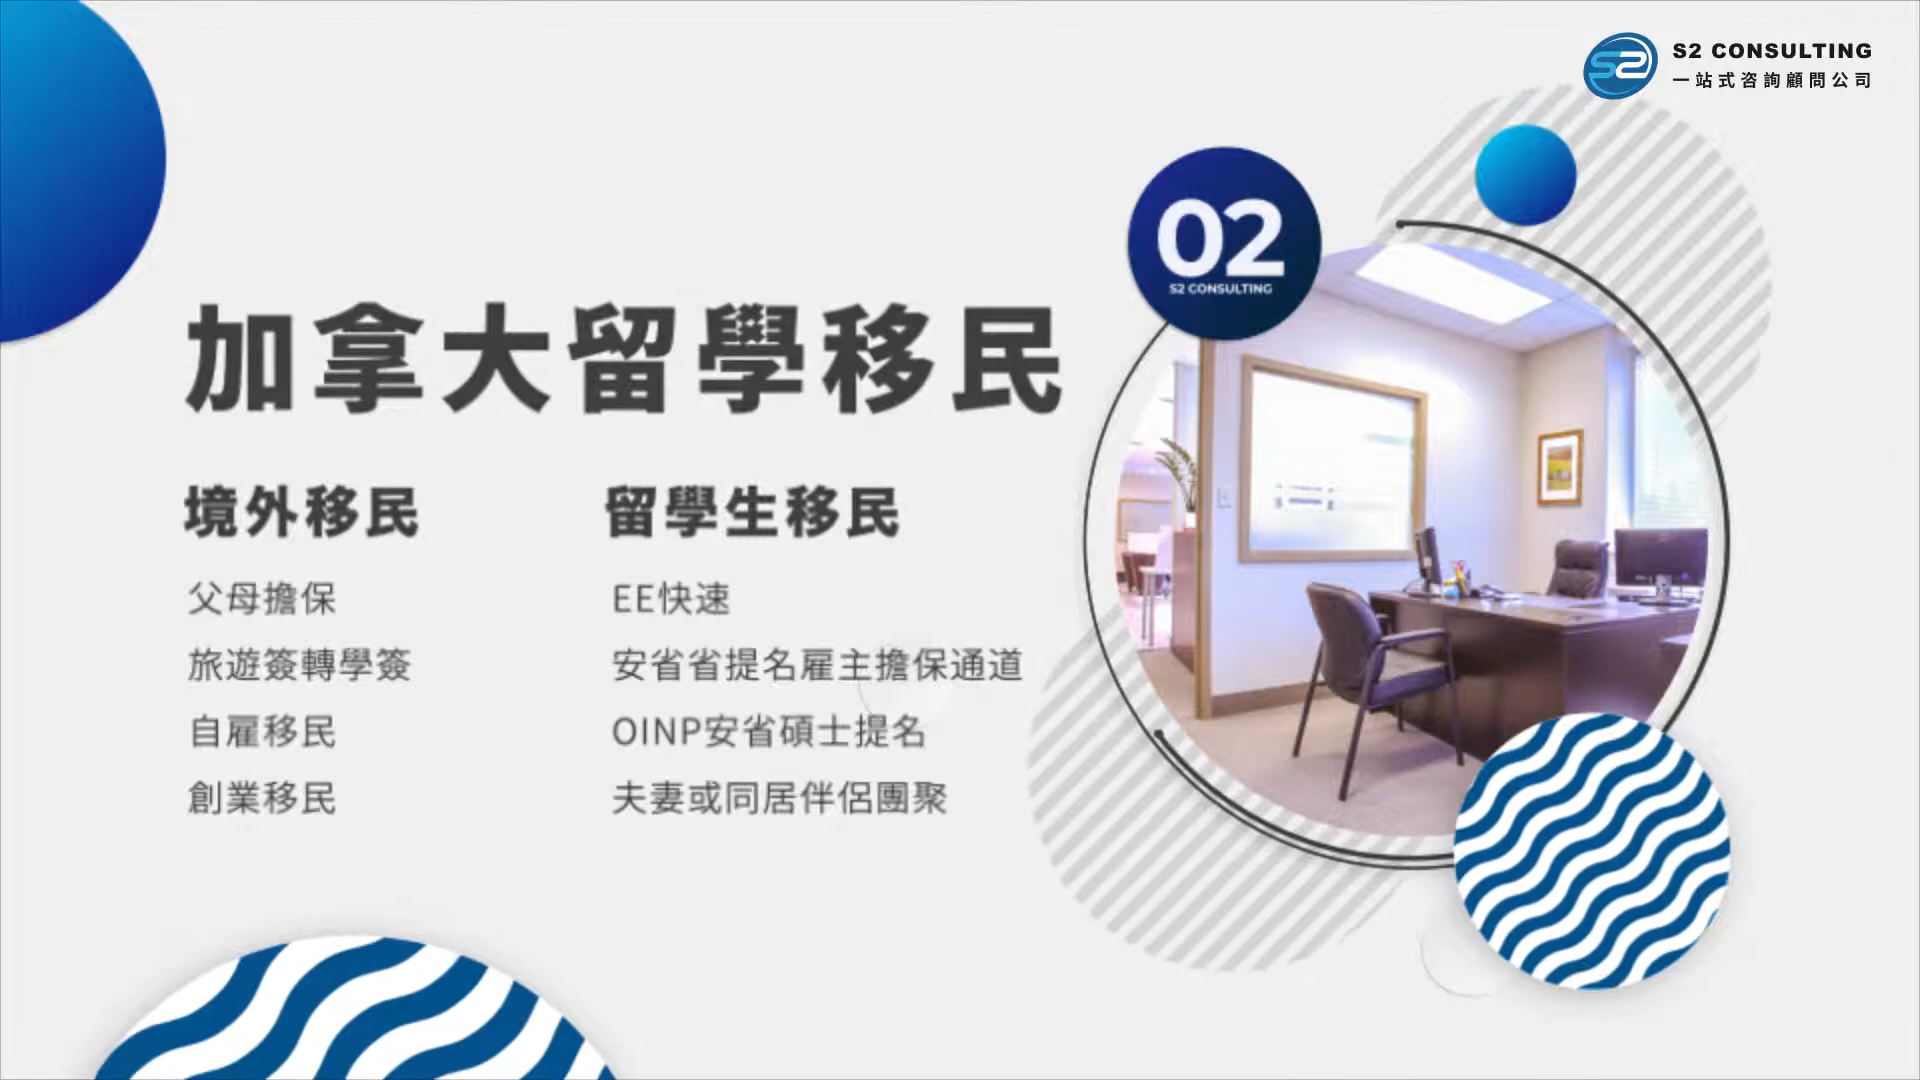 S2 CONSULTING
一站式咨詢顧問公司
02
S2 CONSULTING
加拿大留學移民
境外移民
父母擔保
旅遊簽轉學簽
自雇移民
創業移民
留學生移民
EE快速
安省省提名雇主擔保通道
OINP安省碩士提名
夫妻或同居伴侶團聚